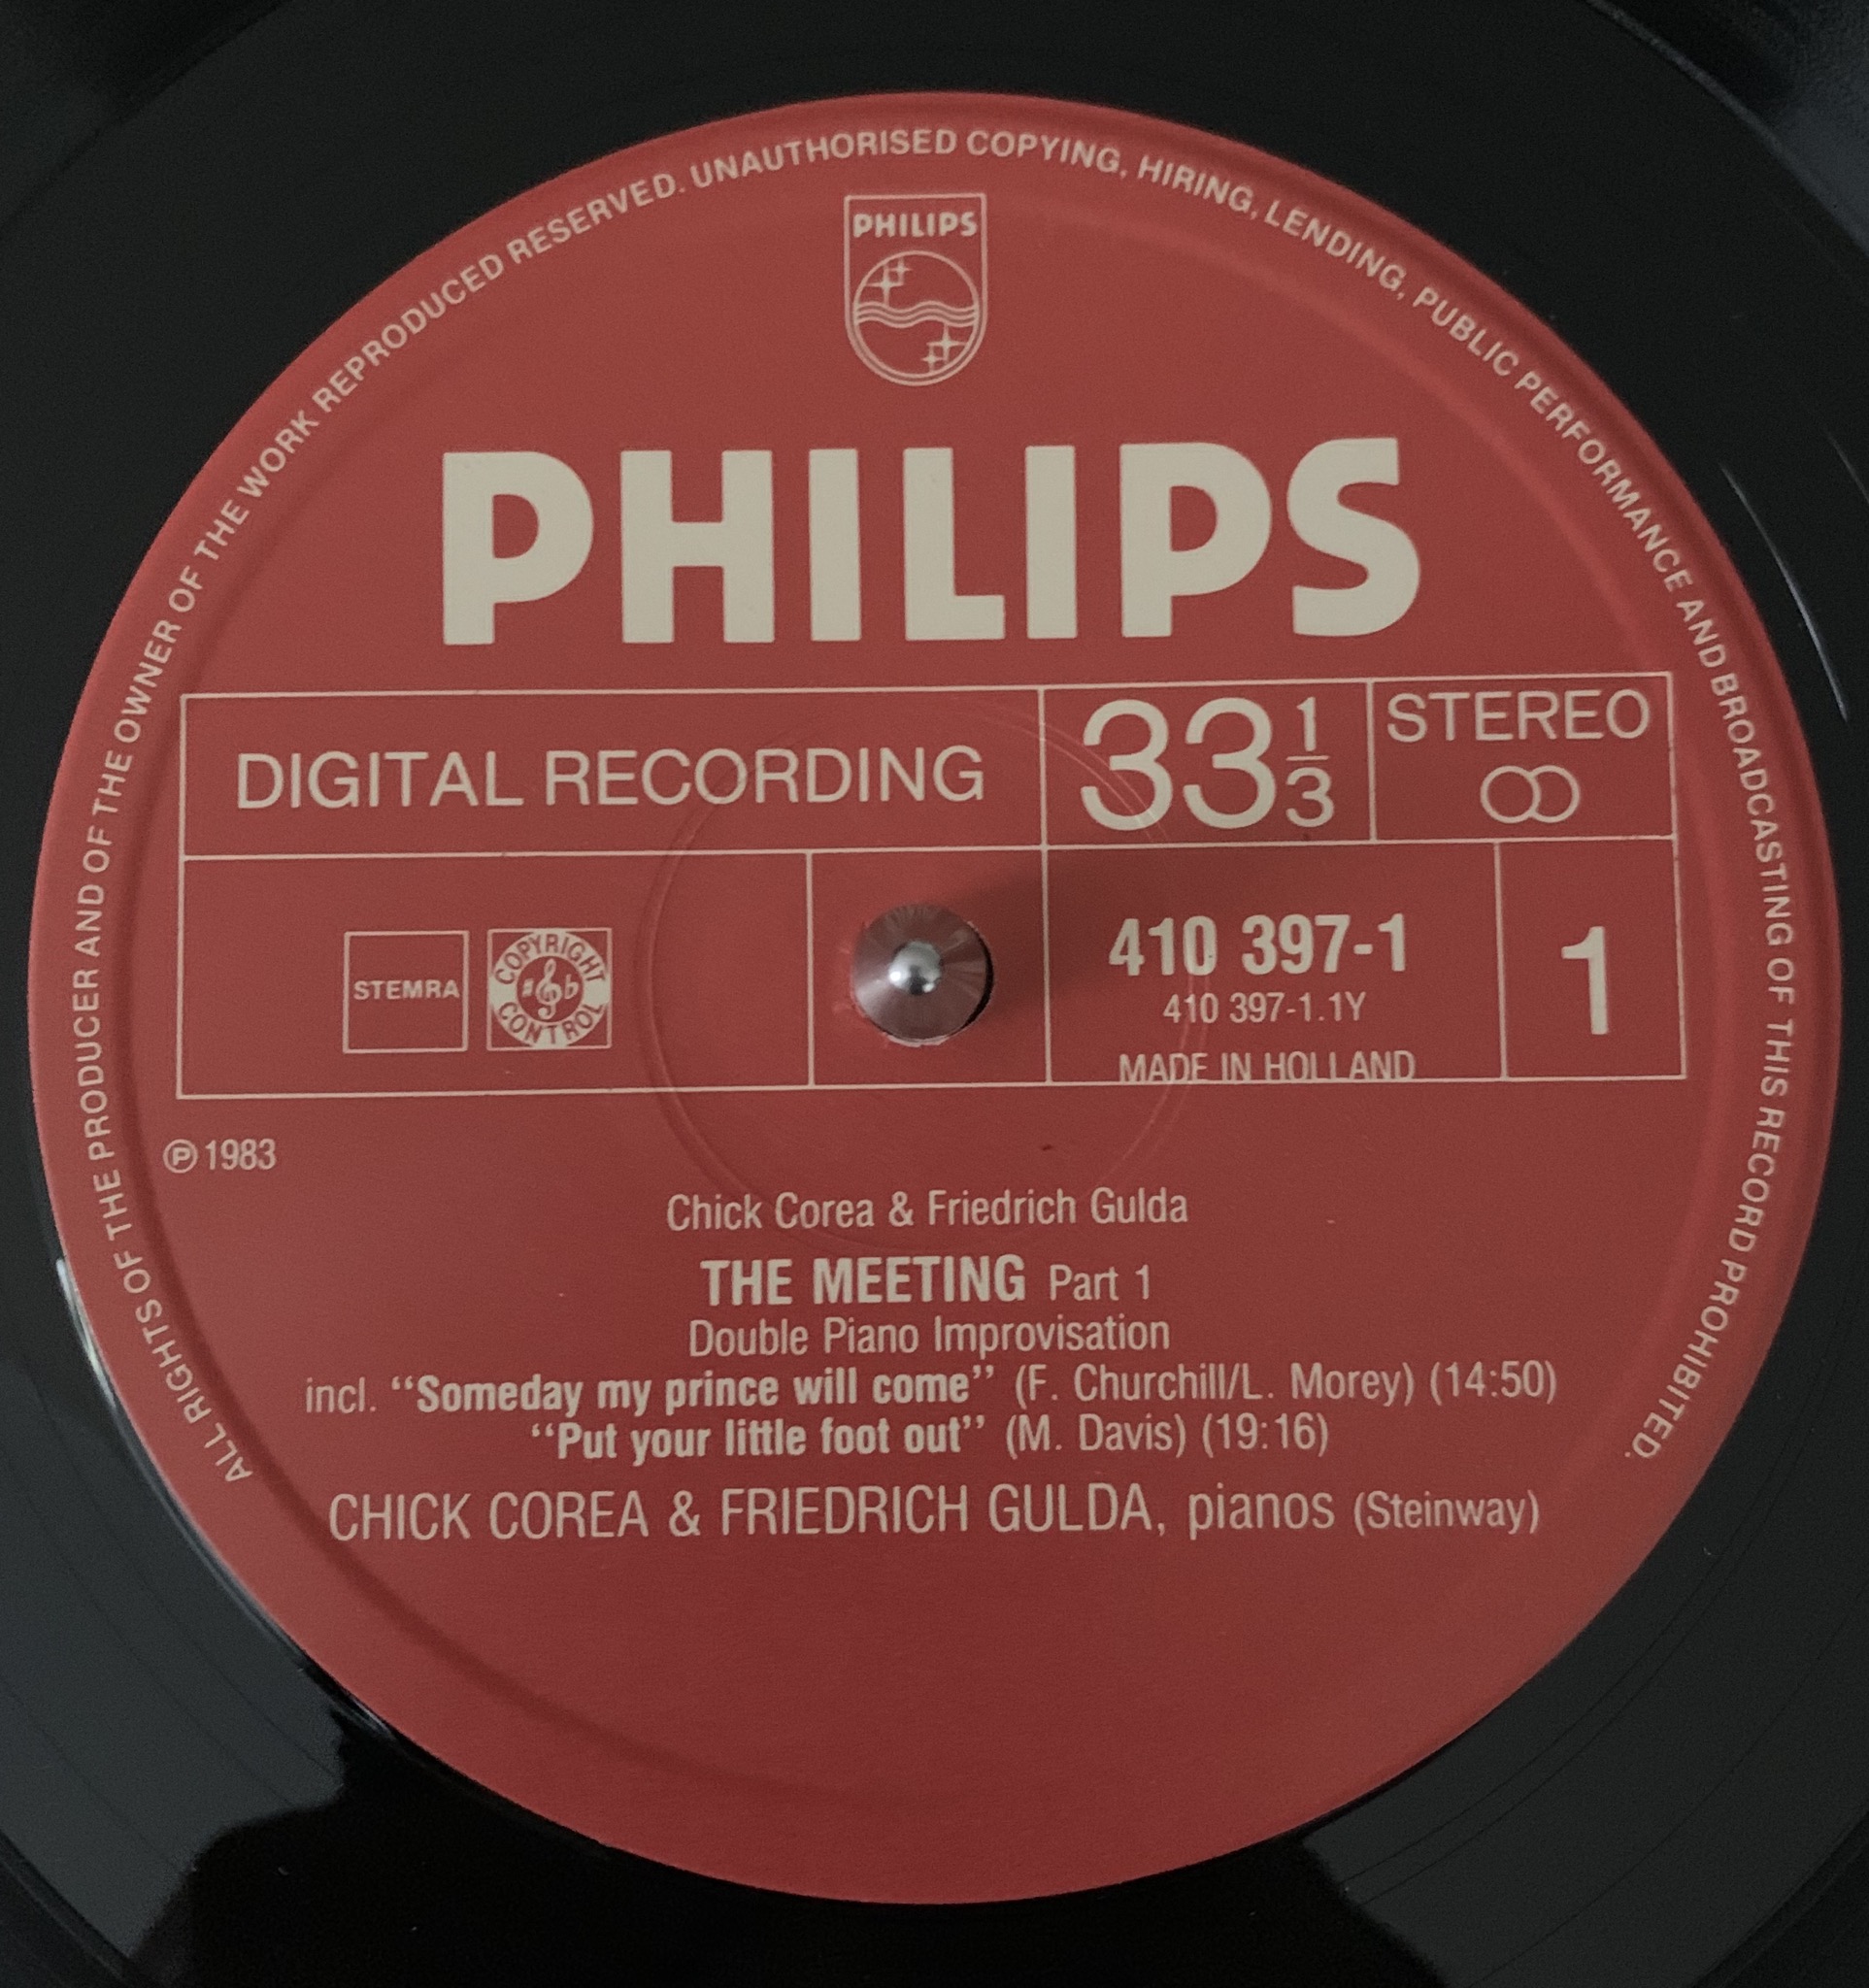 ALL RIGHTS OF THE PRODUCER AND OF THE OWNER OF THE WORK REPRODUCED RESERVED. UNAUTHORISED COPYING, HIRING, LENDING, PUBLIC PERFORMANCE AND BROADCASTING OF THIS RECORD PROHIBITED.
PHILIPS
PHILIPS
DIGITAL RECORDING
33 1/3
STEREO
STEMRA
COPYRIGHT CONTROL
410 397-1
410 397-1.1Y
MADE IN HOLLAND
1
℗ 1983
Chick Corea & Friedrich Gulda
THE MEETING Part 1
Double Piano Improvisation
incl. “Someday my prince will come” (F. Churchill/L. Morey) (14:50)
“Put your little foot out” (M. Davis) (19:16)
CHICK COREA & FRIEDRICH GULDA, pianos (Steinway)